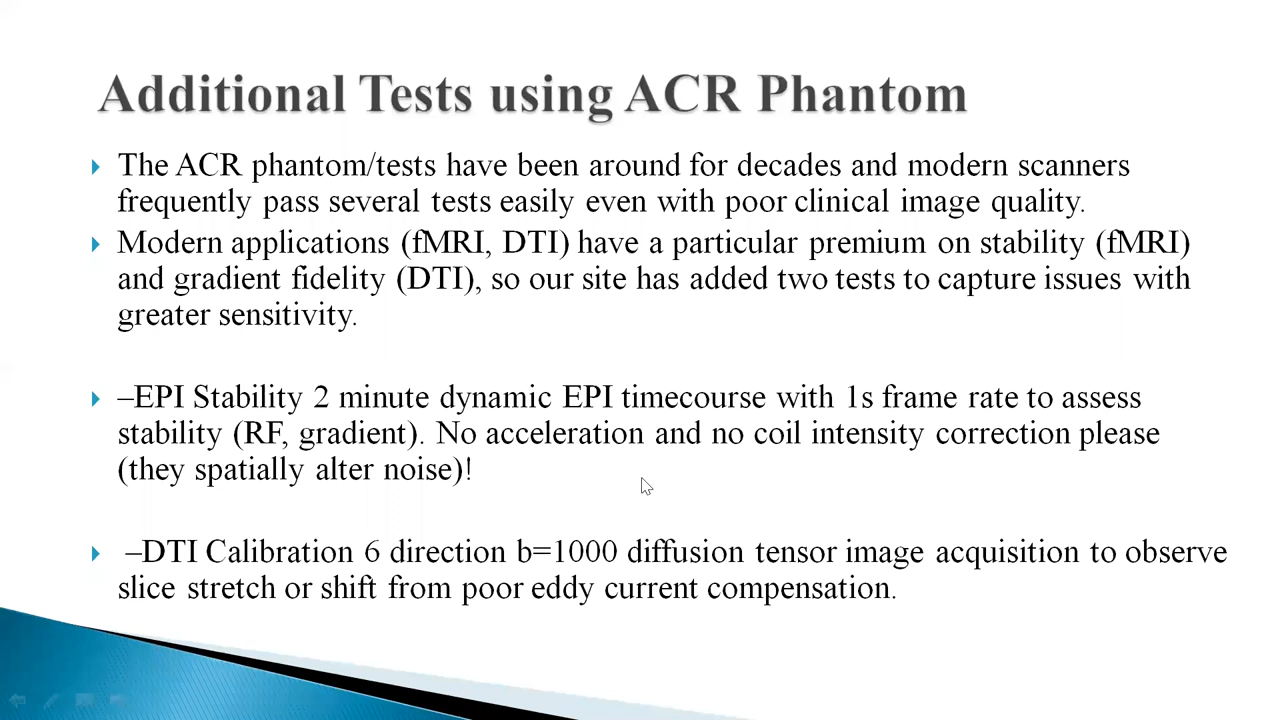 Additional Tests using ACR Phantom
The ACR phantom/tests have been around for decades and modern scanners
frequently pass several tests easily even with poor clinical image quality.
Modern applications (fMRI, DTI) have a particular premium on stability (fMRI)
and gradient fidelity (DTI), so our site has added two tests to capture issues with
greater sensitivity.
–EPI Stability 2 minute dynamic EPI timecourse with 1s frame rate to assess
stability (RF, gradient). No acceleration and no coil intensity correction please
(they spatially alter noise)!
–DTI Calibration 6 direction b=1000 diffusion tensor image acquisition to observe
slice stretch or shift from poor eddy current compensation.